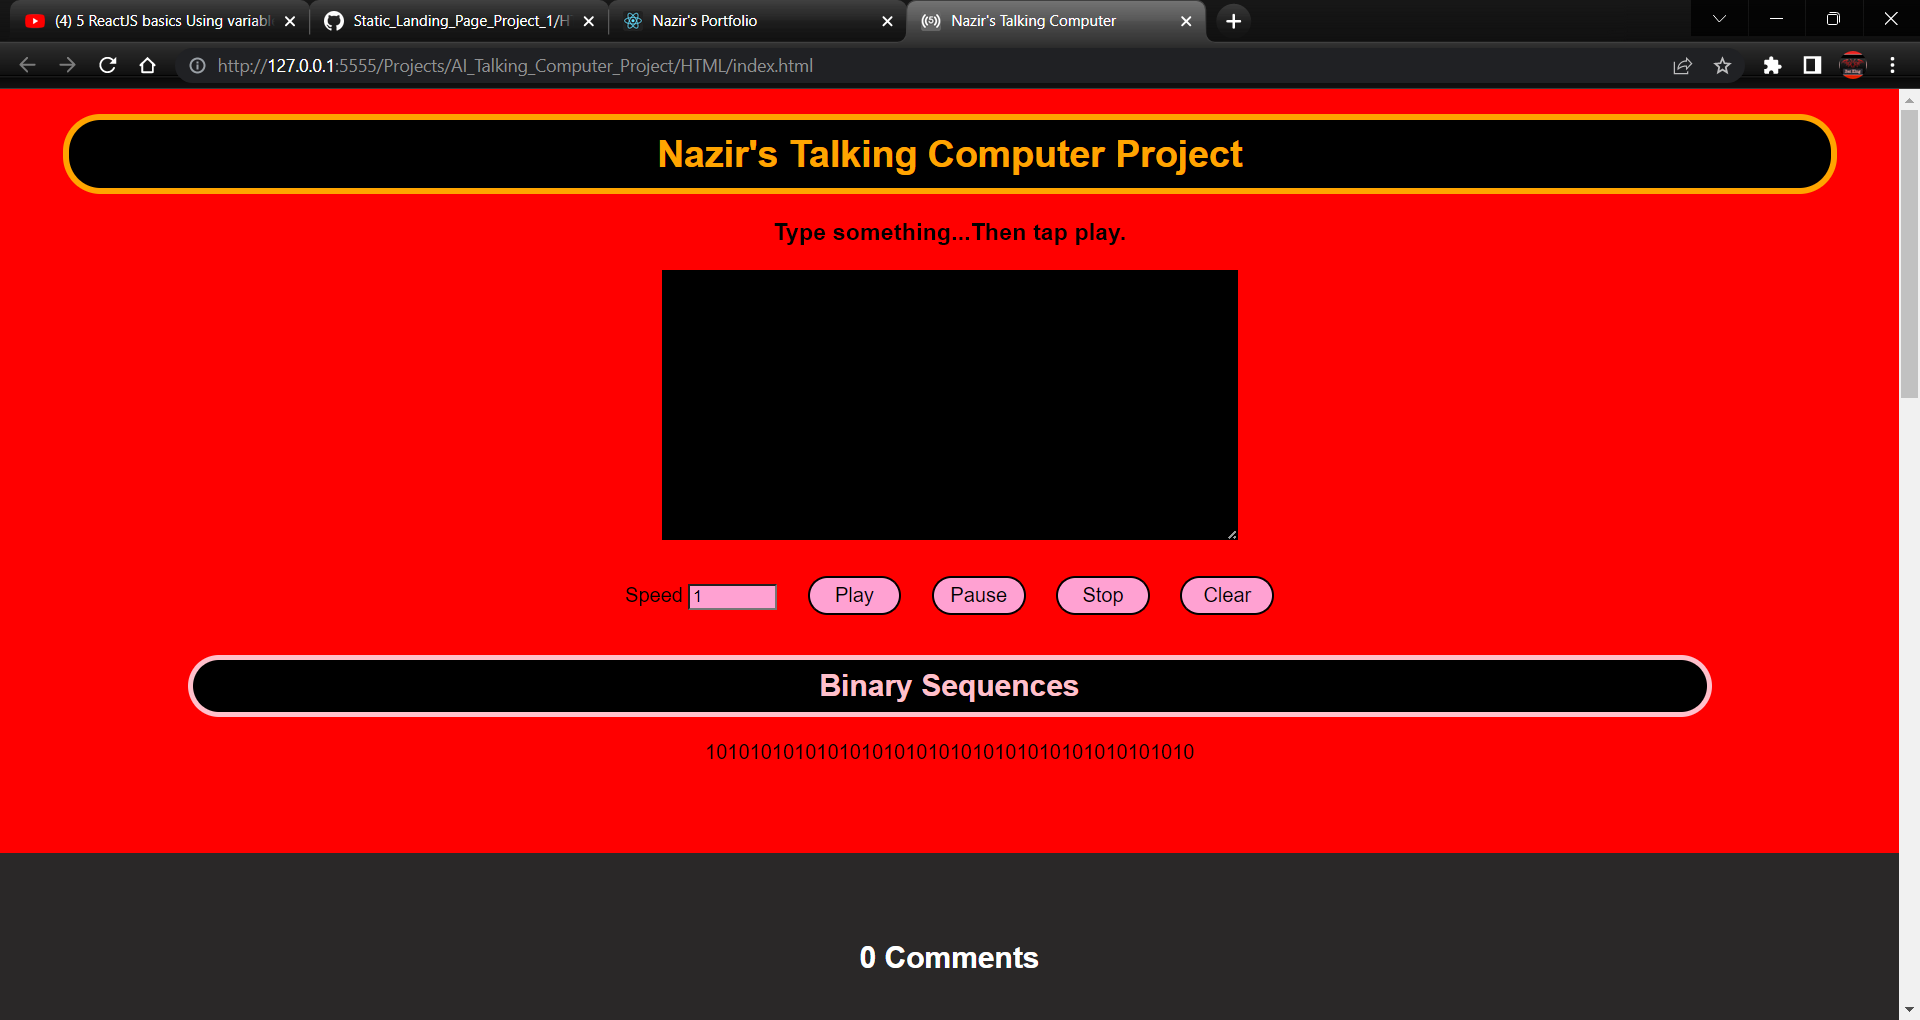 (4) 5 ReactJS basics Using variabl
Static_Landing_Page_Project_1/H
Nazir's Portfolio
Nazir's Talking Computer
http://127.0.0.1:5555/Projects/AI_Talking_Computer_Project/HTML/index.html
Nazir's Talking Computer Project
Type something...Then tap play.
Speed 1 Play Pause Stop Clear
Binary Sequences
10101010101010101010101010101010101010101010
0 Comments